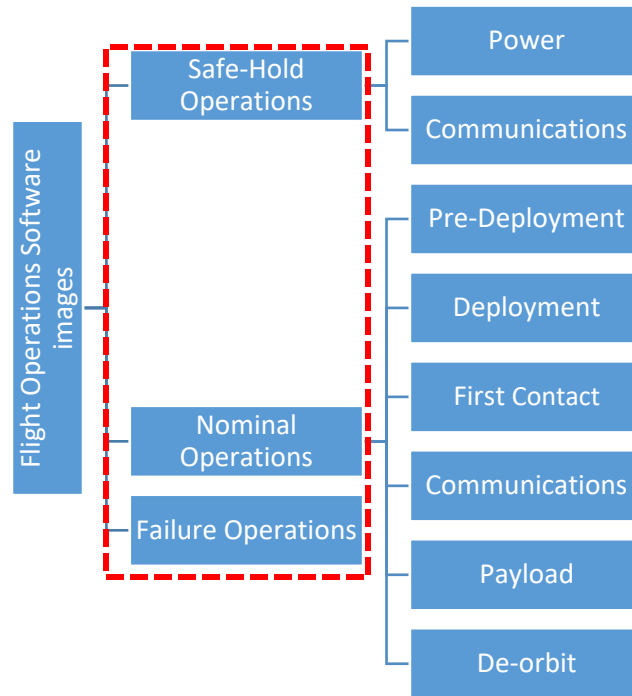 Flight Operations Software
images
Safe-Hold
Operations
Power
Communications
Nominal
Operations
Pre-Deployment
Deployment
First Contact
Communications
Payload
De-orbit
Failure Operations